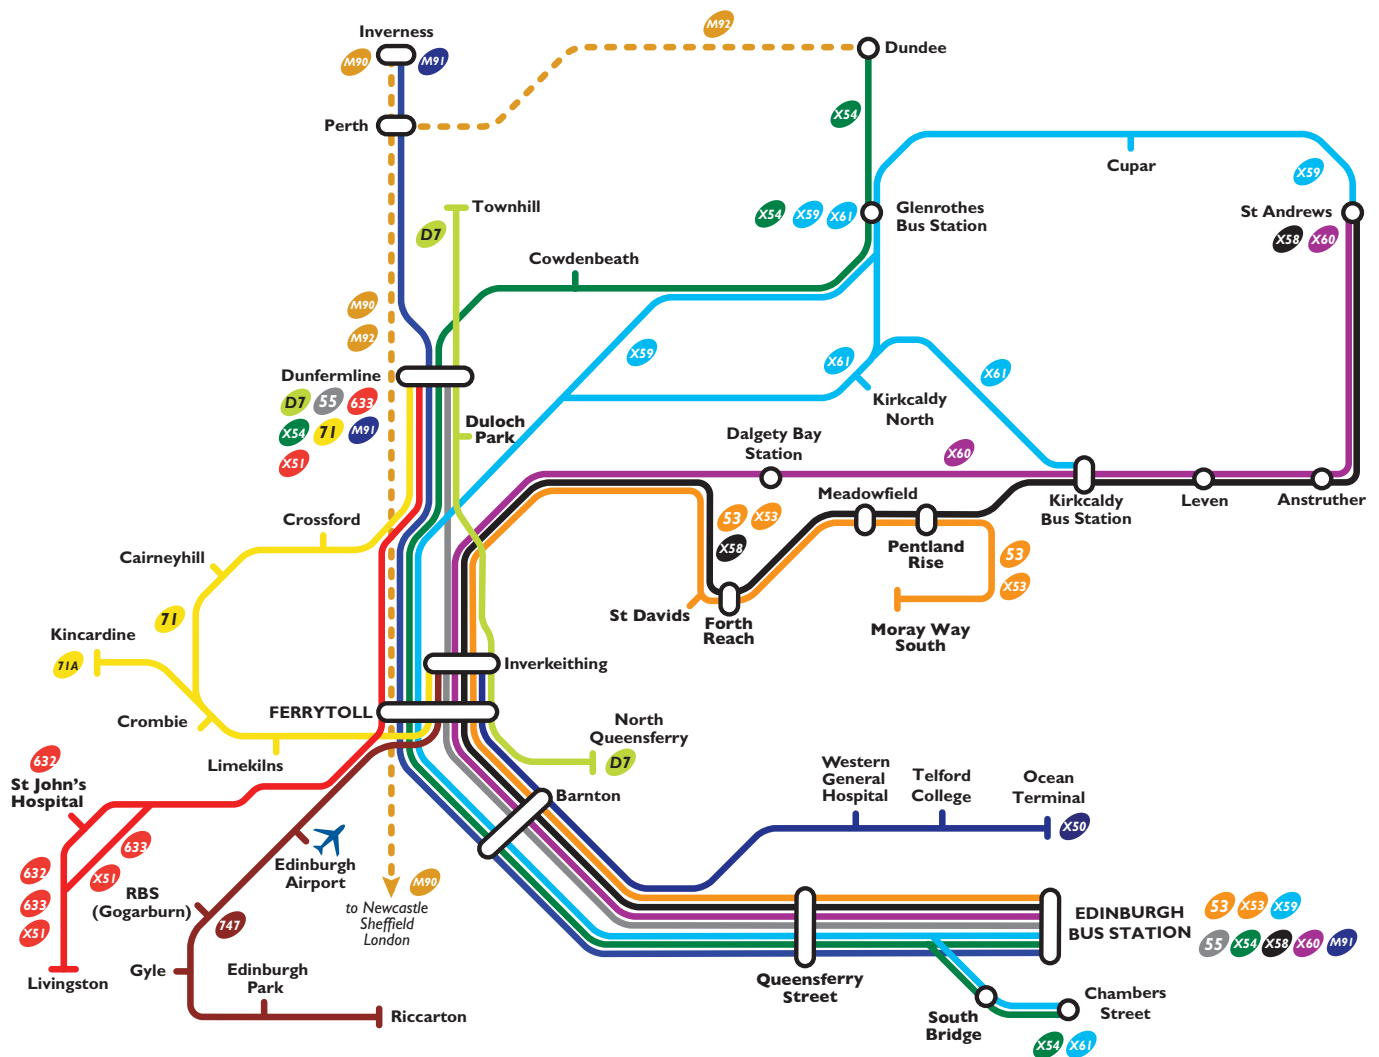 M92
Inverness
M90
M91
Dundee
Perth
X54
Cupar
X59
Townhill
D7
X54
X59
X61
Glenrothes
Bus Station
St Andrews
X58
X60
Cowdenbeath
M90
M92
X59
X61
X61
Dunfermline
D7
55
633
X54
71
M91
X51
Kirkcaldy
North
Duloch
Park
Dalgety Bay
Station
X60
Meadowfield
Kirkcaldy
Bus Station
Leven
Anstruther
53
X53
X58
Crossford
Cairneyhill
Pentland
Rise
53
X53
71
St Davids
Forth
Reach
Moray Way
South
Kincardine
71A
Inverkeithing
Crombie
FERRYTOLL
North
Queensferry
D7
Limekilns
632
St John's
Hospital
Barnton
Western
General
Hospital
Telford
College
Ocean
Terminal
X50
633
632
X51
633
X51
Edinburgh
Airport
M90
to Newcastle
Sheffield
London
RBS
(Gogarburn)
747
EDINBURGH
BUS STATION
53
X53
X59
55
X54
X58
X60
M91
Livingston
Gyle
Edinburgh
Park
Riccarton
Queensferry
Street
South
Bridge
Chambers
Street
X54
X61